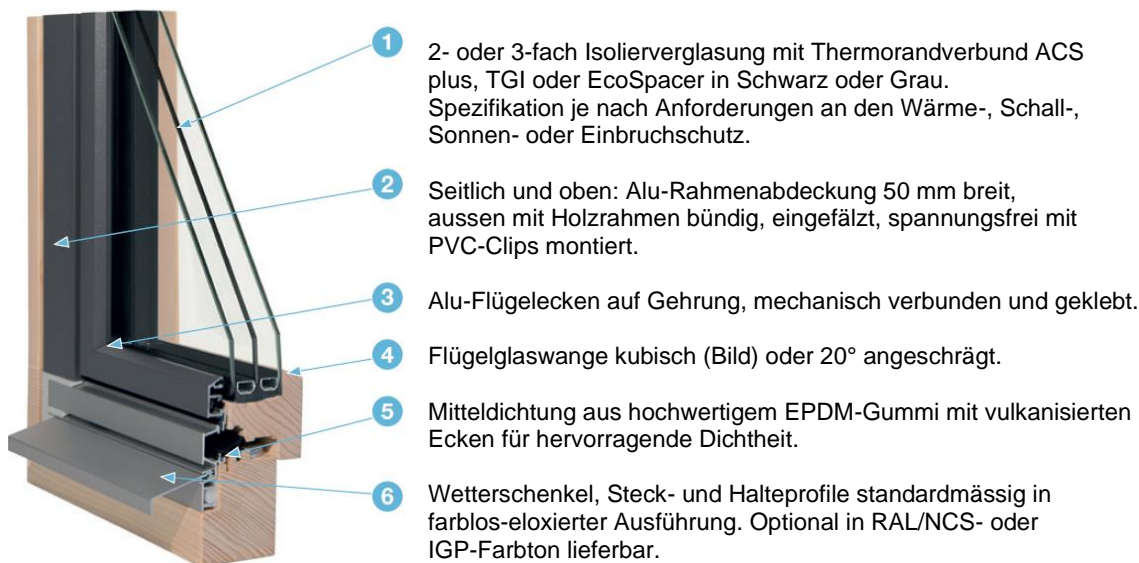 1
2- oder 3-fach Isolierverglasung mit Thermorandverbund ACS
plus, TGI oder EcoSpacer in Schwarz oder Grau.
Spezifikation je nach Anforderungen an den Wärme-, Schall-,
Sonnen- oder Einbruchschutz.
2
Seitlich und oben: Alu-Rahmenabdeckung 50 mm breit,
aussen mit Holzrahmen bündig, eingefälzt, spannungsfrei mit
PVC-Clips montiert.
3
Alu-Flügelecken auf Gehrung, mechanisch verbunden und geklebt.
4
Flügelglaswange kubisch (Bild) oder 20° angeschrägt.
5
Mitteldichtung aus hochwertigem EPDM-Gummi mit vulkanisierten
Ecken für hervorragende Dichtheit.
6
Wetterschenkel, Steck- und Halteprofile standardmässig in
farblos-eloxierter Ausführung. Optional in RAL/NCS- oder
IGP-Farbton lieferbar.